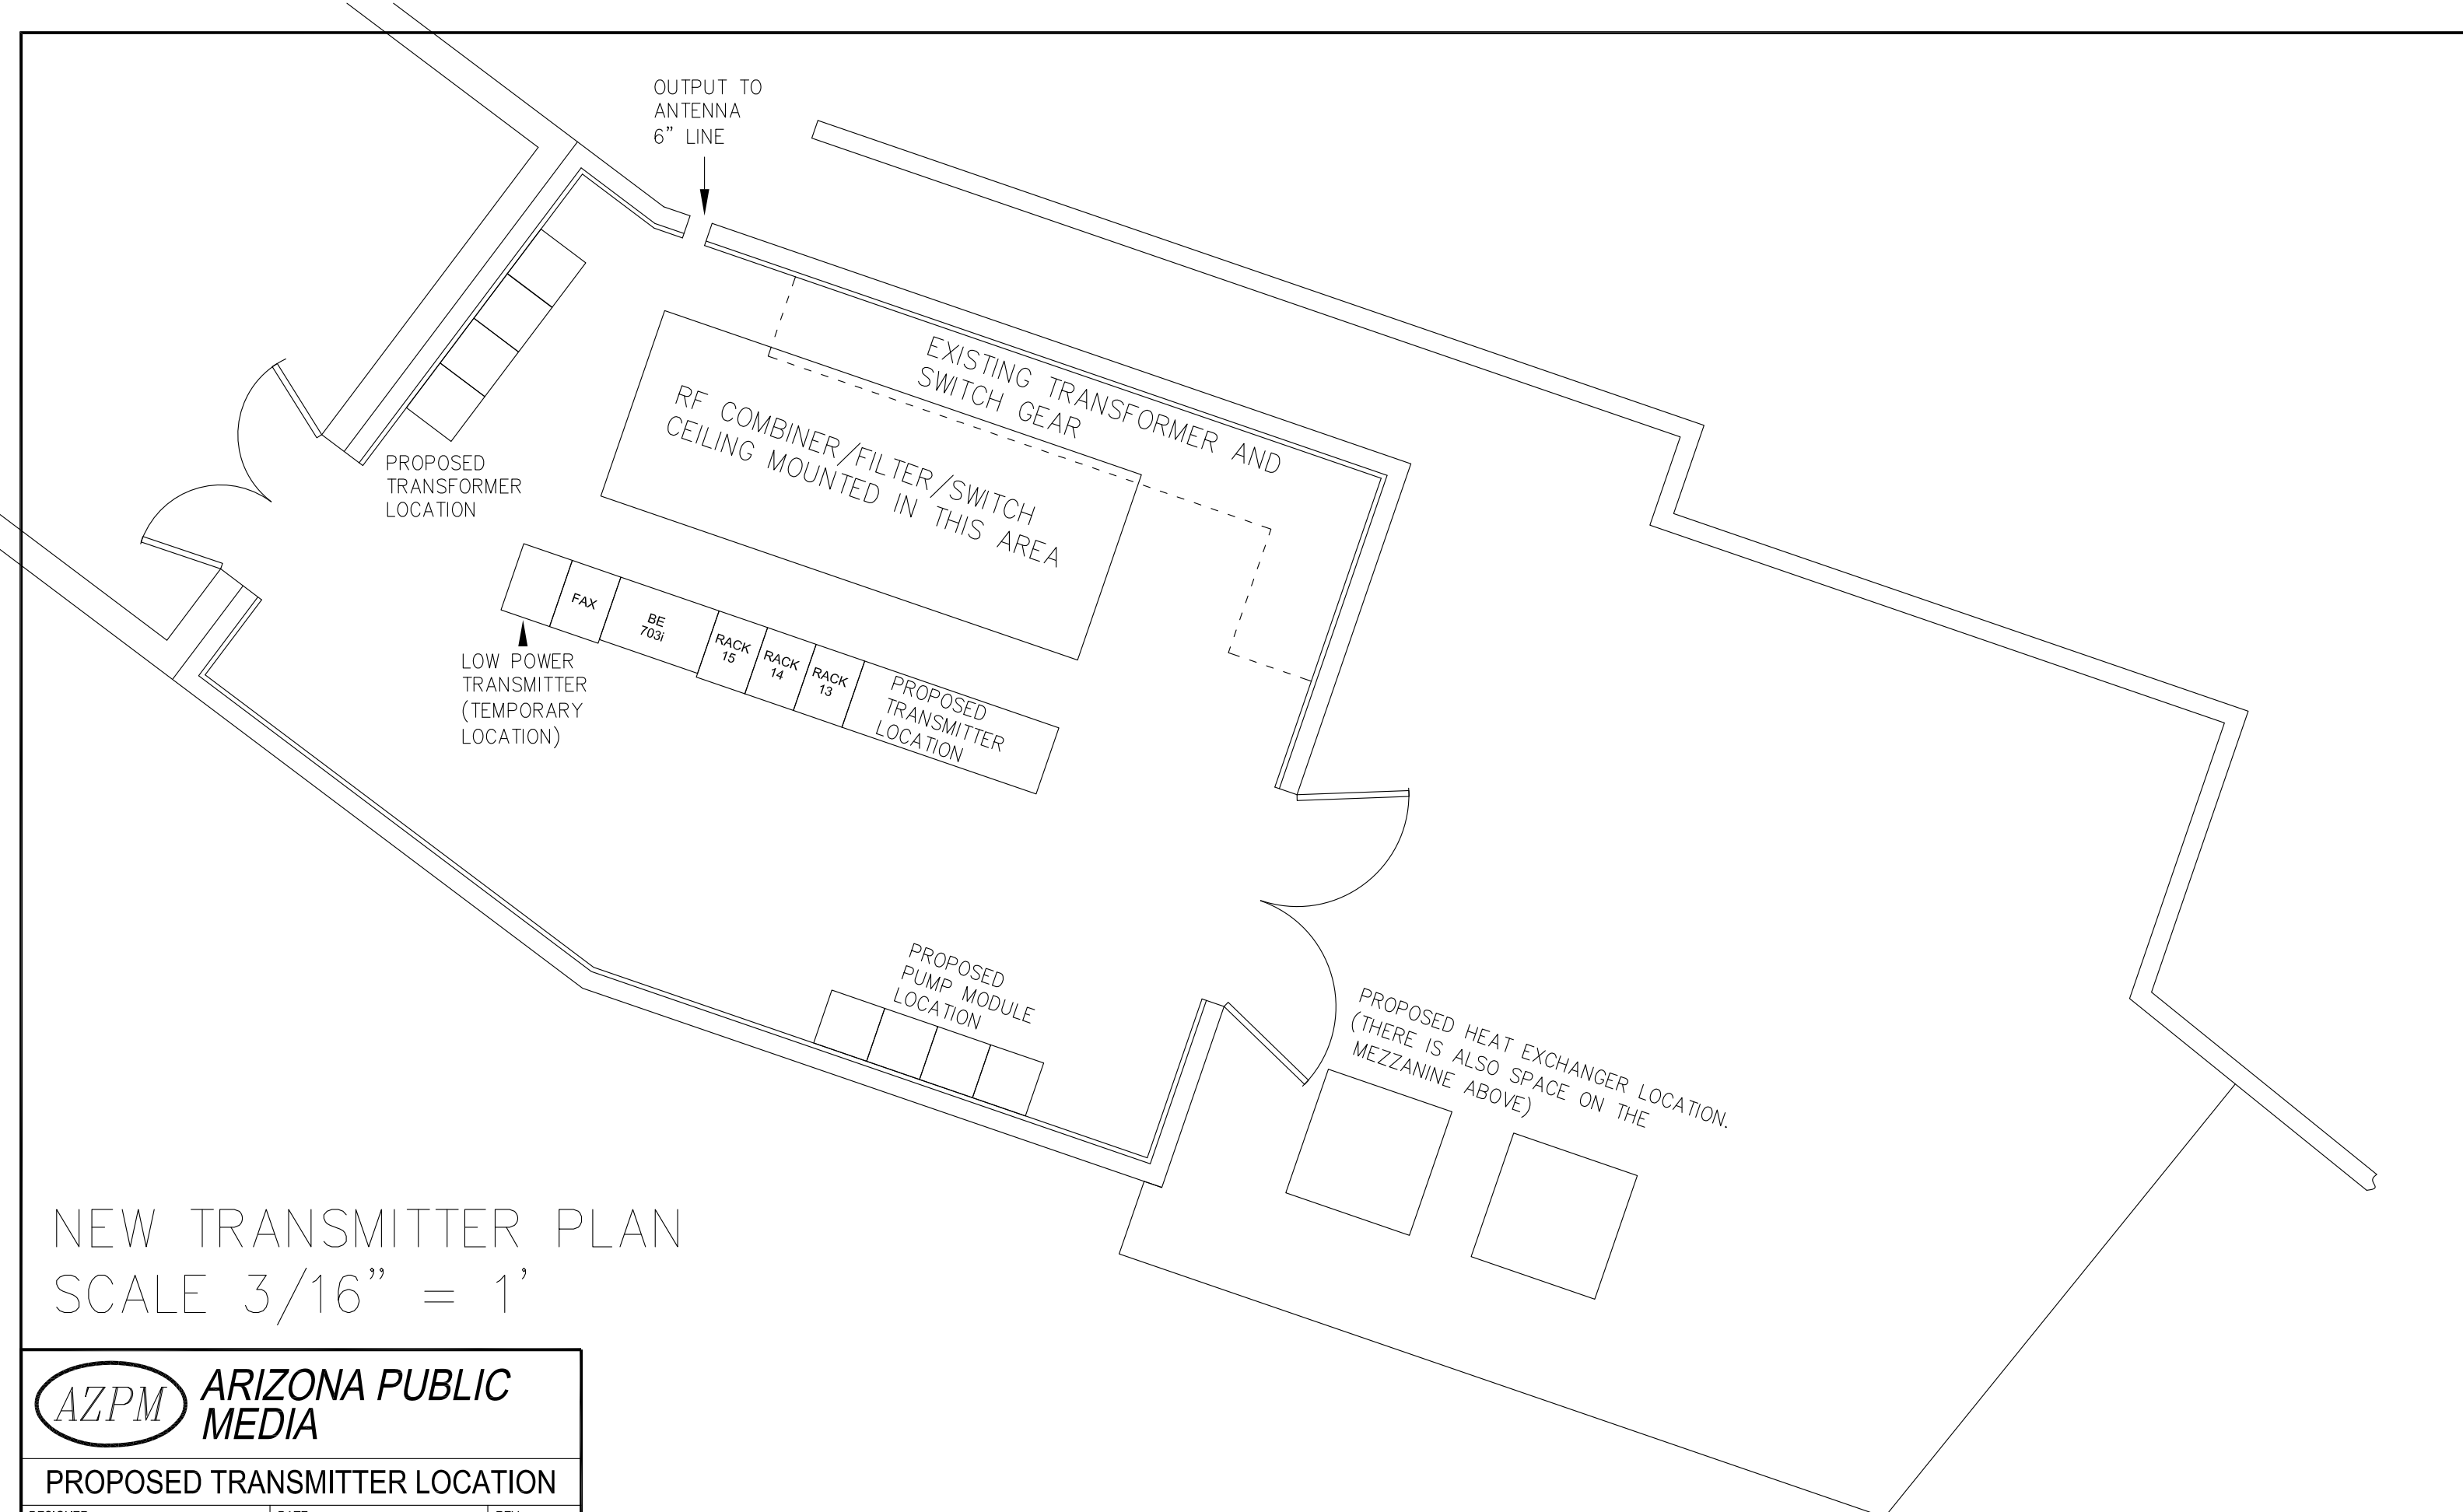 OUTPUT TO
ANTENNA
6" LINE
EXISTING TRANSFORMER AND
SWITCH GEAR
RF COMBINER/FILTER/SWITCH
CEILING MOUNTED IN THIS AREA
PROPOSED
TRANSFORMER
LOCATION
FAX
BE
703i
RACK
15
RACK
14
RACK
13
PROPOSED
TRANSMITTER
LOCATION
LOW POWER
TRANSMITTER
(TEMPORARY
LOCATION)
PROPOSED
PUMP MODULE
LOCATION
PROPOSED HEAT EXCHANGER LOCATION.
(THERE IS ALSO SPACE ON THE
MEZZANINE ABOVE)
NEW TRANSMITTER PLAN
SCALE 3/16" = 1'
AZPM
ARIZONA PUBLIC
MEDIA
PROPOSED TRANSMITTER LOCATION